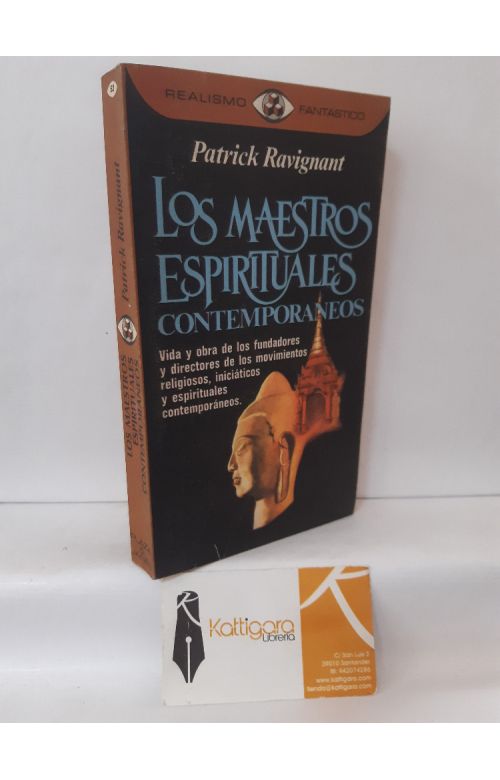 REALISMO FANTASTICO
Patrick Ravignant
LOS MAESTROS
ESPIRITUALES
CONTEMPORANEOS
Vida y obra de los fundadores
y directores de los movimientos
religiosos, iniciáticos
y espirituales
contemporáneos.
Patrick Ravignant
LOS MAESTROS
ESPIRITUALES
CONTEMPORANEOS
Kattigara
Librería
C/ San Luis 3
39010 Santander
www.kattigara.com
tienda@kattigara.com